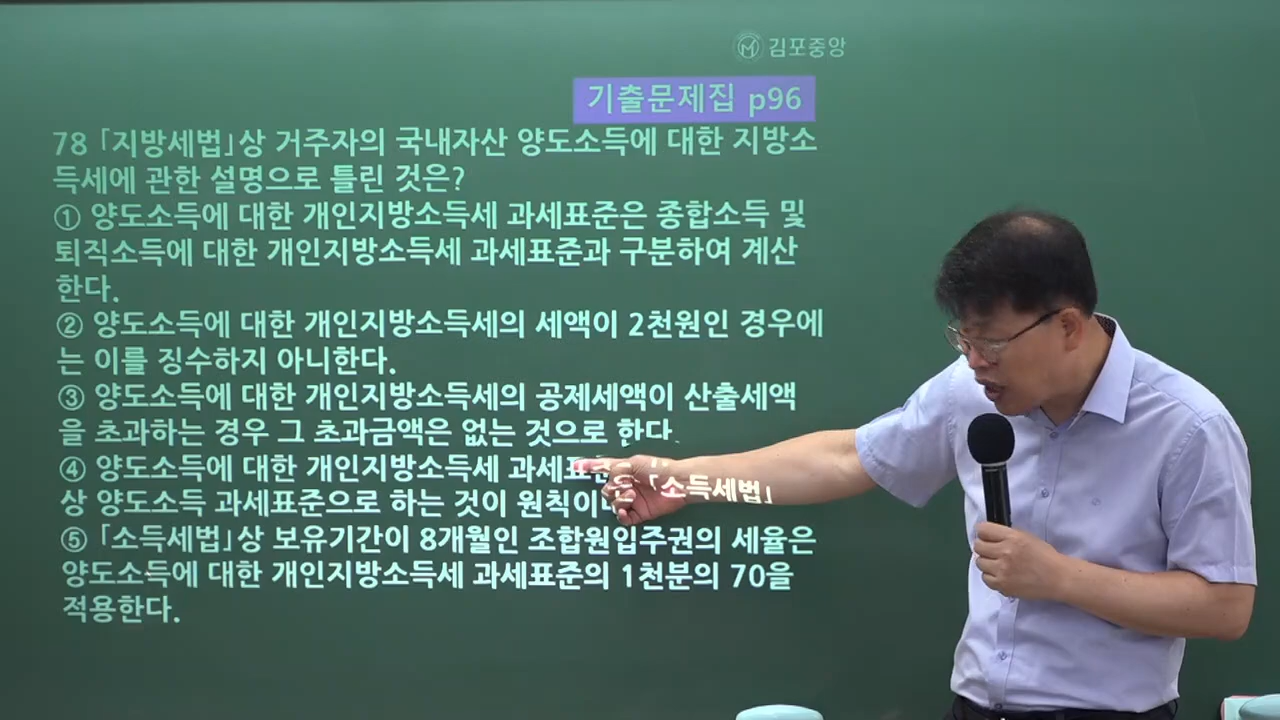 김포중앙
기출문제집 p96
78 「지방세법」상 거주자의 국내자산 양도소득에 대한 지방소
득세에 관한 설명으로 틀린 것은?
① 양도소득에 대한 개인지방소득세 과세표준은 종합소득 및
퇴직소득에 대한 개인지방소득세 과세표준과 구분하여 계산
한다.
② 양도소득에 대한 개인지방소득세의 세액이 2천원인 경우에
는 이를 징수하지 아니한다.
③ 양도소득에 대한 개인지방소득세의 공제세액이 산출세액
을 초과하는 경우 그 초과금액은 없는 것으로 한다.
④ 양도소득에 대한 개인지방소득세 과세표 「소득세법」
상 양도소득 과세표준으로 하는 것이 원칙이
⑤ 「소득세법」상 보유기간이 8개월인 조합원입주권의 세율은
양도소득에 대한 개인지방소득세 과세표준의 1천분의 70을
적용한다.